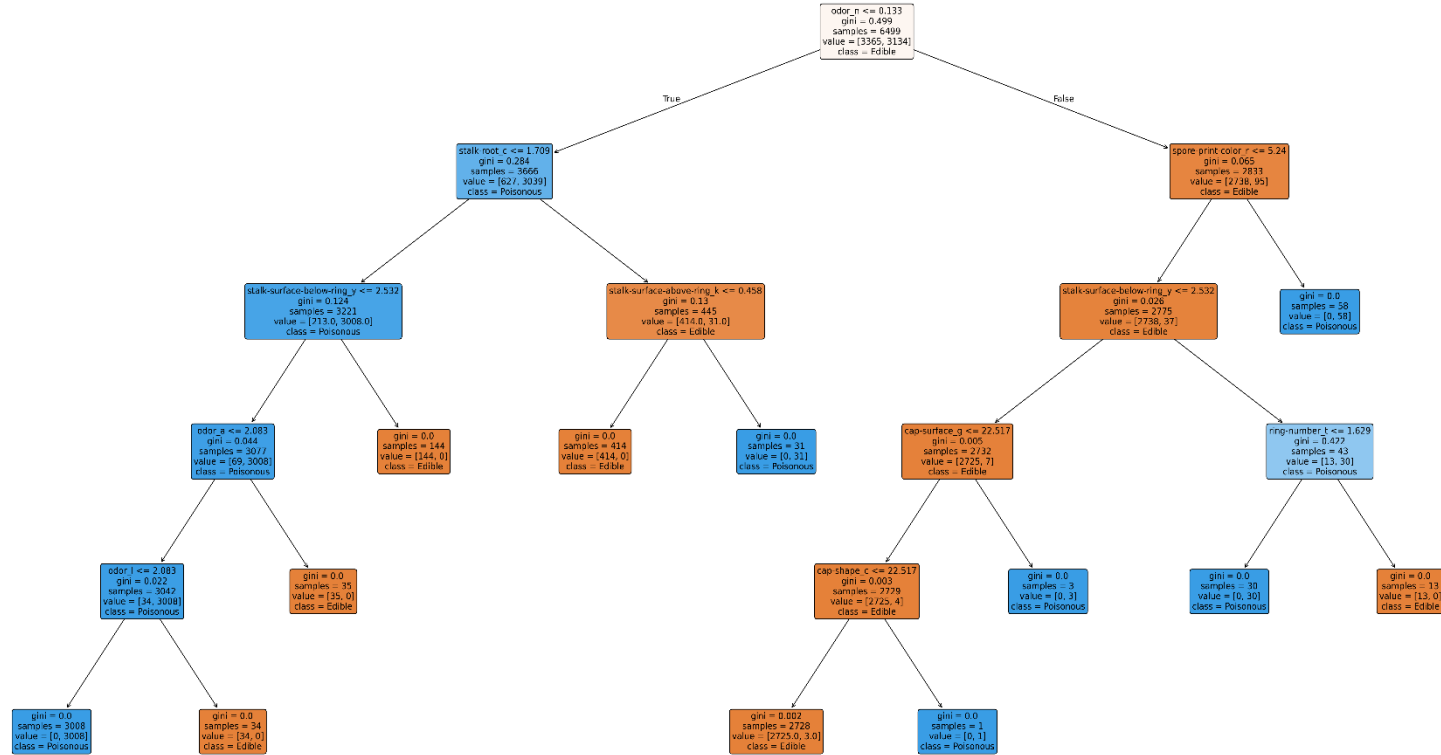 odor_n <= 0.133
gini = 0.499
samples = 6499
value = [3365, 3134]
class = Edible
True
False
stalk-root_c <= 1.709
gini = 0.284
samples = 3666
value = [627, 3039]
class = Poisonous
spore-print-color_r <= 5.24
gini = 0.065
samples = 2833
value = [2738, 95]
class = Edible
stalk-surface-below-ring_y <= 2.532
gini = 0.124
samples = 3221
value = [213.0, 3008.0]
class = Poisonous
stalk-surface-above-ring_k <= 0.458
gini = 0.13
samples = 445
value = [414.0, 31.0]
class = Edible
stalk-surface-below-ring_y <= 2.532
gini = 0.026
samples = 2775
value = [2738, 37]
class = Edible
gini = 0.0
samples = 58
value = [0, 58]
class = Poisonous
odor_a <= 2.083
gini = 0.044
samples = 3077
value = [69, 3008]
class = Poisonous
gini = 0.0
samples = 144
value = [144, 0]
class = Edible
gini = 0.0
samples = 414
value = [414, 0]
class = Edible
gini = 0.0
samples = 31
value = [0, 31]
class = Poisonous
cap-surface_g <= 22.517
gini = 0.005
samples = 2732
value = [2725, 7]
class = Edible
ring-number_t <= 1.629
gini = 0.422
samples = 43
value = [13, 30]
class = Poisonous
odor_l <= 2.083
gini = 0.022
samples = 3042
value = [34, 3008]
class = Poisonous
gini = 0.0
samples = 35
value = [35, 0]
class = Edible
cap-shape_c <= 22.517
gini = 0.003
samples = 2729
value = [2725, 4]
class = Edible
gini = 0.0
samples = 3
value = [0, 3]
class = Poisonous
gini = 0.0
samples = 30
value = [0, 30]
class = Poisonous
gini = 0.0
samples = 13
value = [13, 0]
class = Edible
gini = 0.0
samples = 3008
value = [0, 3008]
class = Poisonous
gini = 0.0
samples = 34
value = [34, 0]
class = Edible
gini = 0.002
samples = 2728
value = [2725.0, 3.0]
class = Edible
gini = 0.0
samples = 1
value = [0, 1]
class = Poisonous